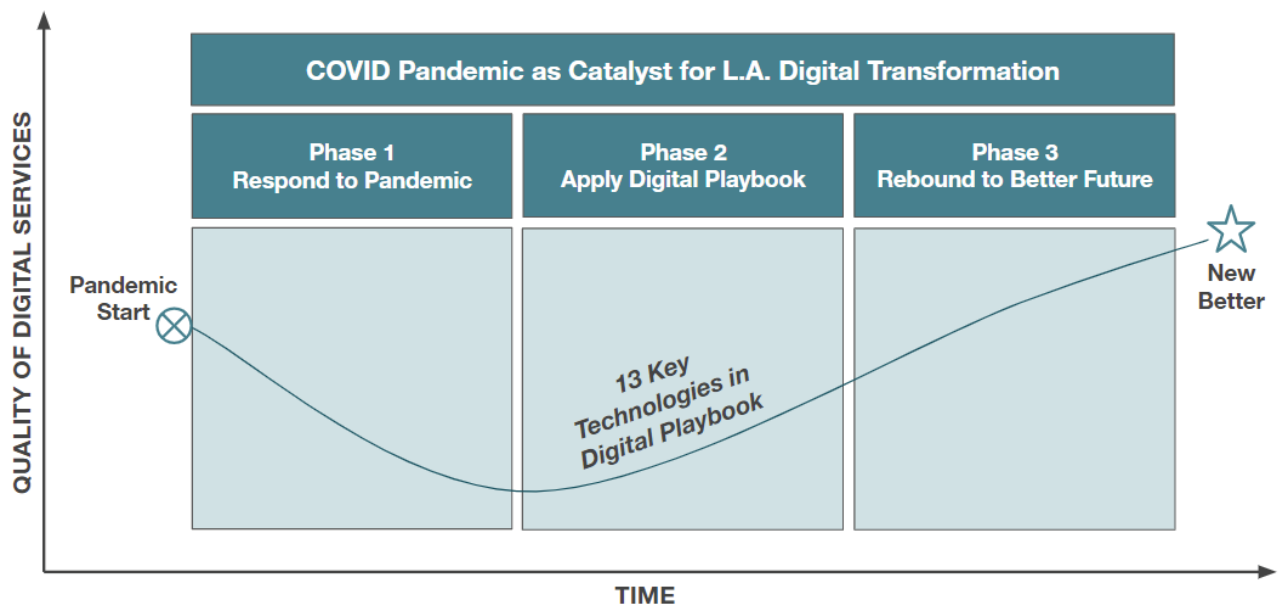 COVID Pandemic as Catalyst for L.A. Digital Transformation
Phase 1
Respond to Pandemic
Phase 2
Apply Digital Playbook
Phase 3
Rebound to Better Future
QUALITY OF DIGITAL SERVICES
Pandemic
Start
13 Key
Technologies in
Digital Playbook
New
Better
TIME